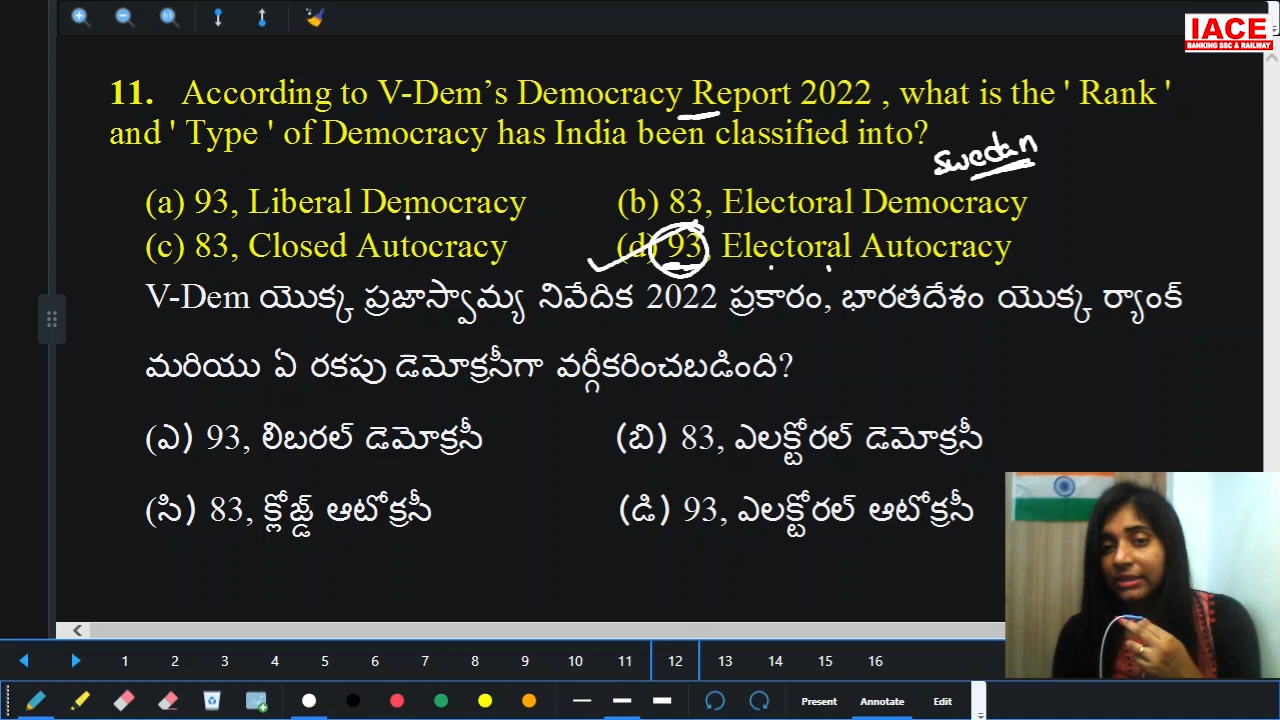 IACE
BANKING SSC & RAILWAY
11. According to V-Dem’s Democracy Report 2022 , what is the ' Rank '
and ' Type ' of Democracy has India been classified into?
Swedan
(a) 93, Liberal Democracy (b) 83, Electoral Democracy
(c) 83, Closed Autocracy (d) 93, Electoral Autocracy
V-Dem యొక్క ప్రజాస్వామ్య నివేదిక 2022 ప్రకారం, భారతదేశం యొక్క ర్యాంక్
మరియు ఏ రకపు డెమోక్రసీగా వర్గీకరించబడింది?
(ఎ) 93, లిబరల్ డెమోక్రసీ (బి) 83, ఎలక్టోరల్ డెమోక్రసీ
(సి) 83, క్లోజ్డ్ ఆటోక్రసీ (డి) 93, ఎలక్టోరల్ ఆటోక్రసీ
1 2 3 4 5 6 7 8 9 10 11 12 13 14 15 16
Present Annotate Edit